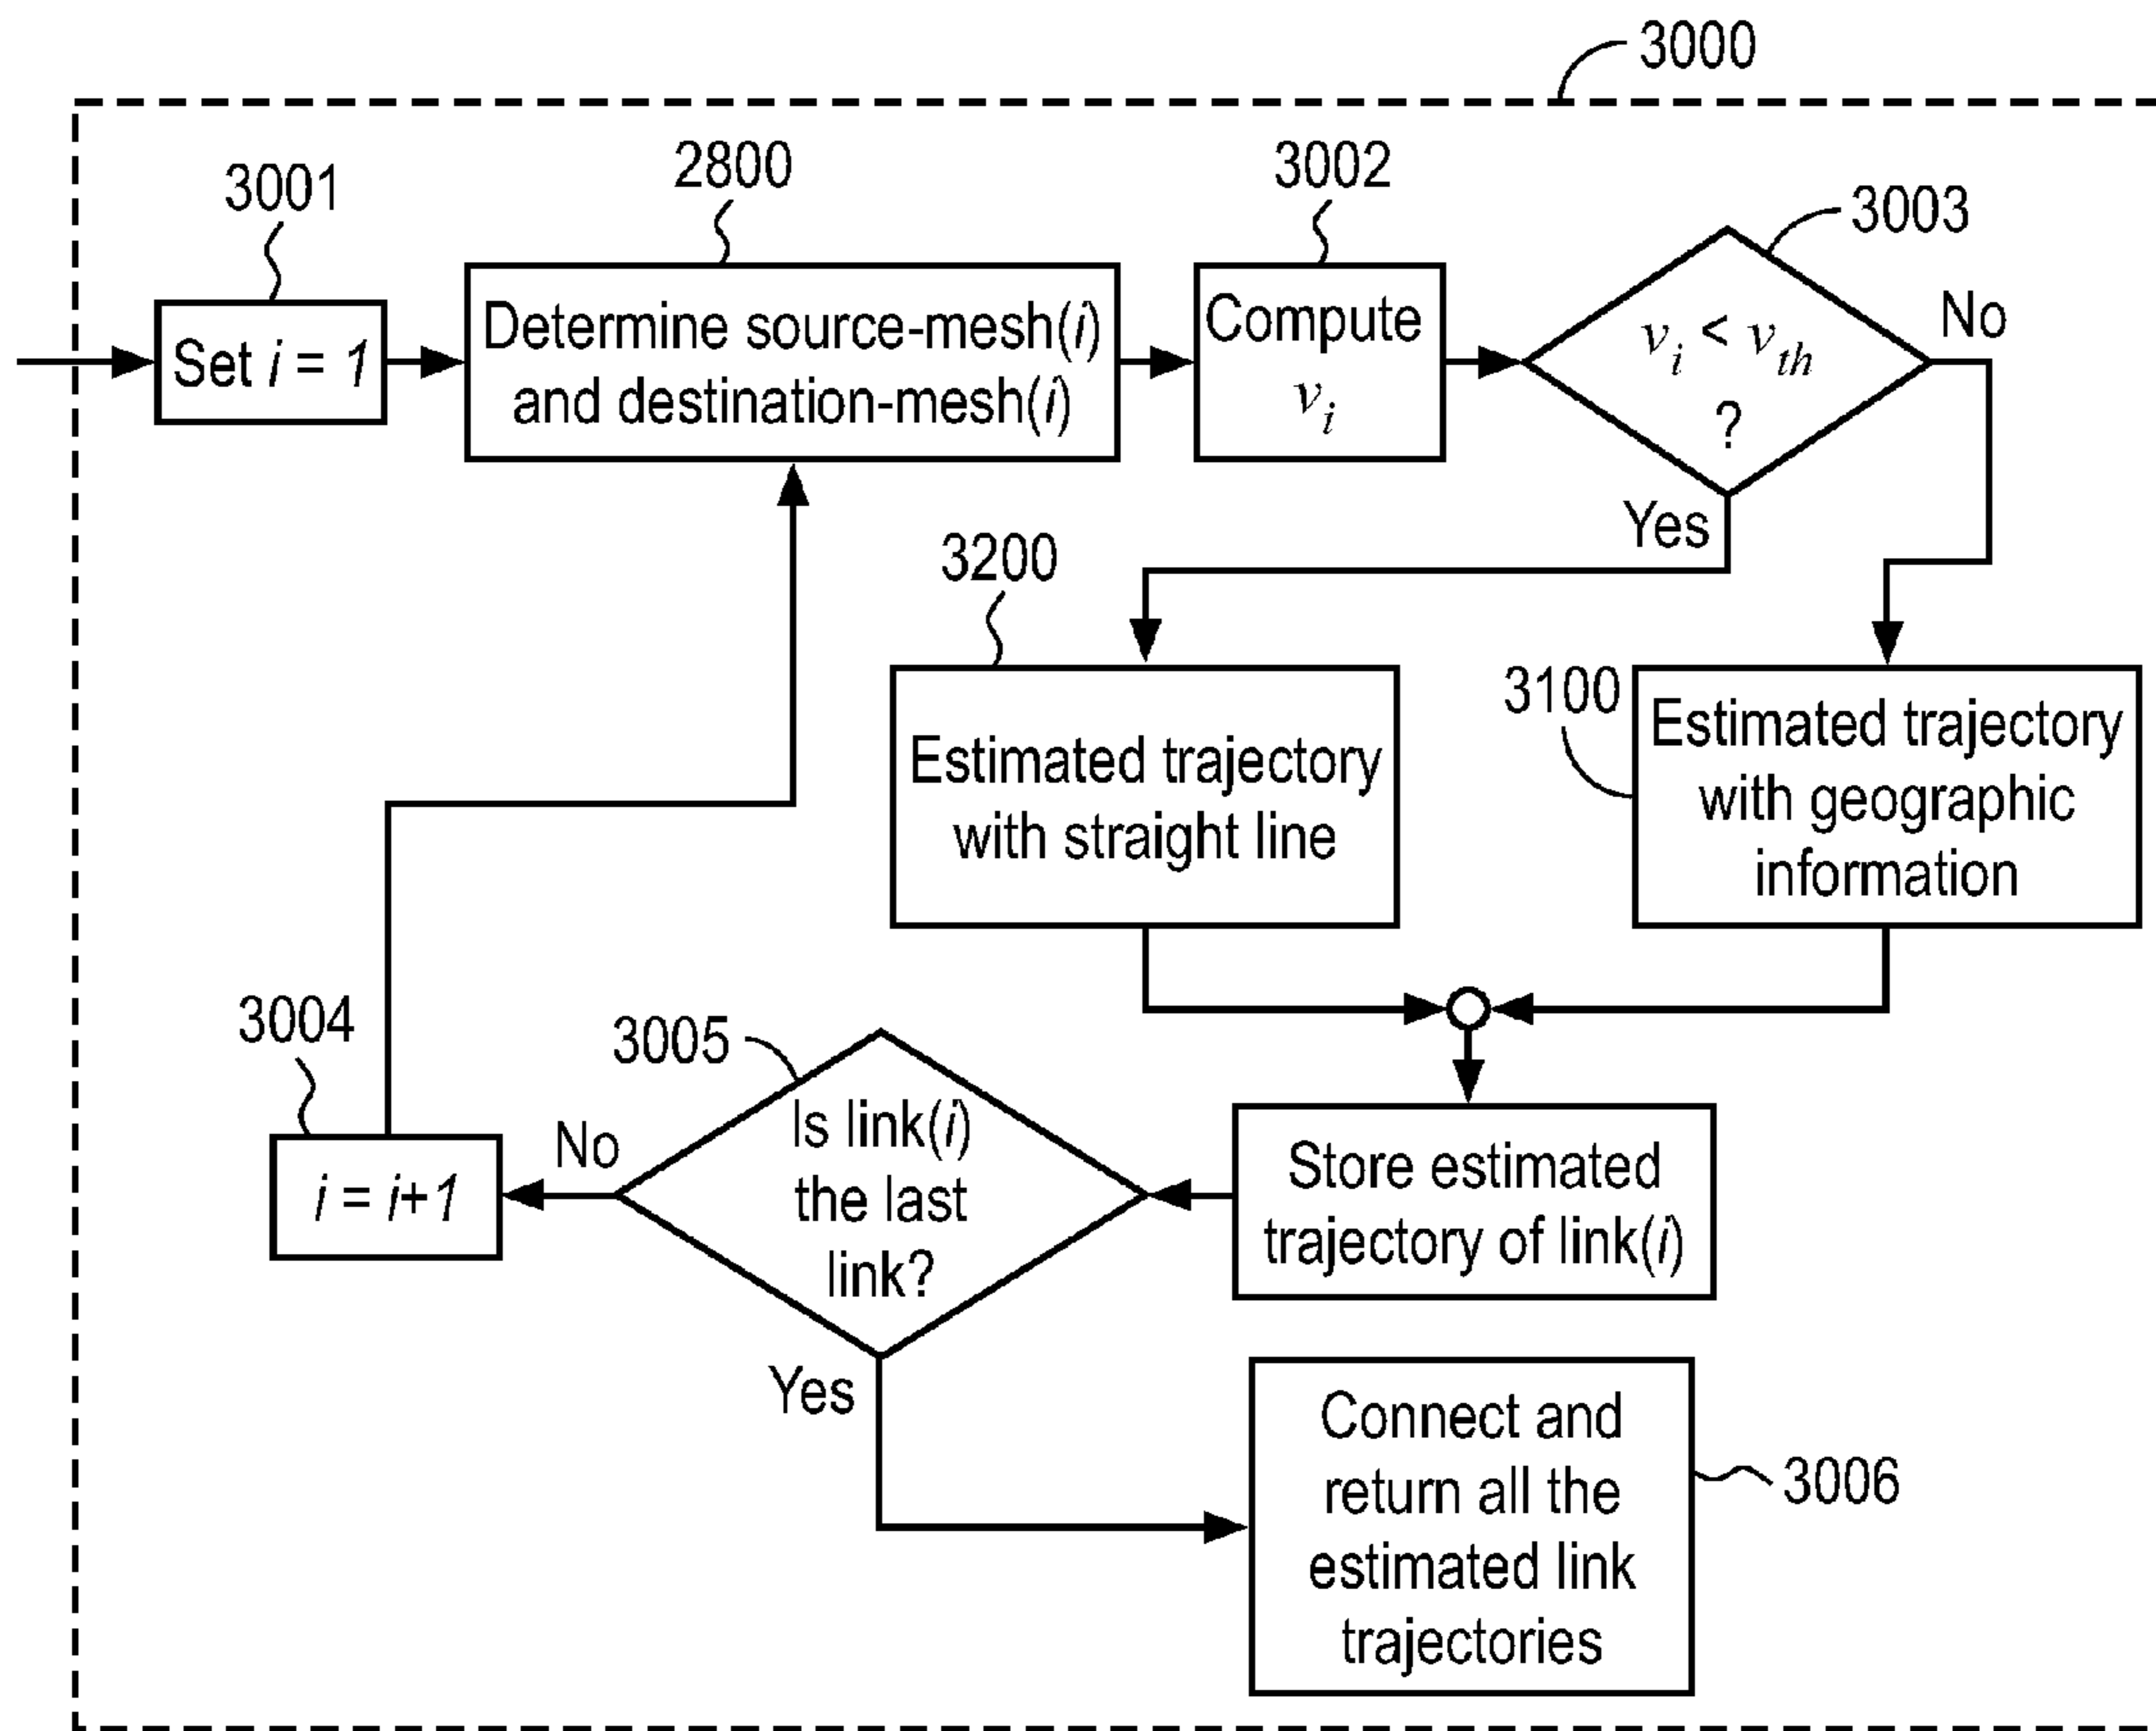 3000
3001
2800
3002
3003
Set i = 1
Determine source-mesh(i)
and destination-mesh(i)
Compute
vi
vi < vth
?
No
Yes
3200
3100
Estimated trajectory
with straight line
Estimated trajectory
with geographic
information
3004
3005
i = i+1
No
Is link(i)
the last
link?
Store estimated
trajectory of link(i)
Yes
Connect and
return all the
estimated link
trajectories
3006